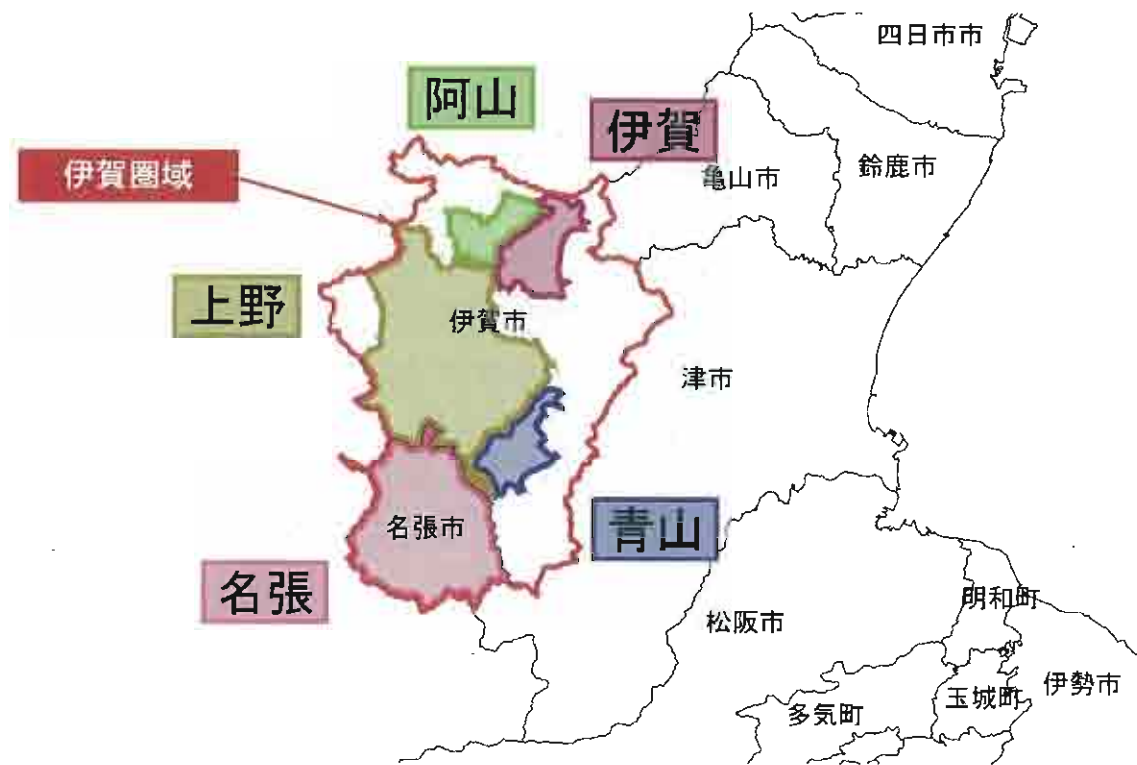 四日市市
阿山
伊賀
伊賀圏域
亀山市
鈴鹿市
上野
伊賀市
津市
名張市
青山
名張
松阪市
明和町
多気町
玉城町
伊勢市